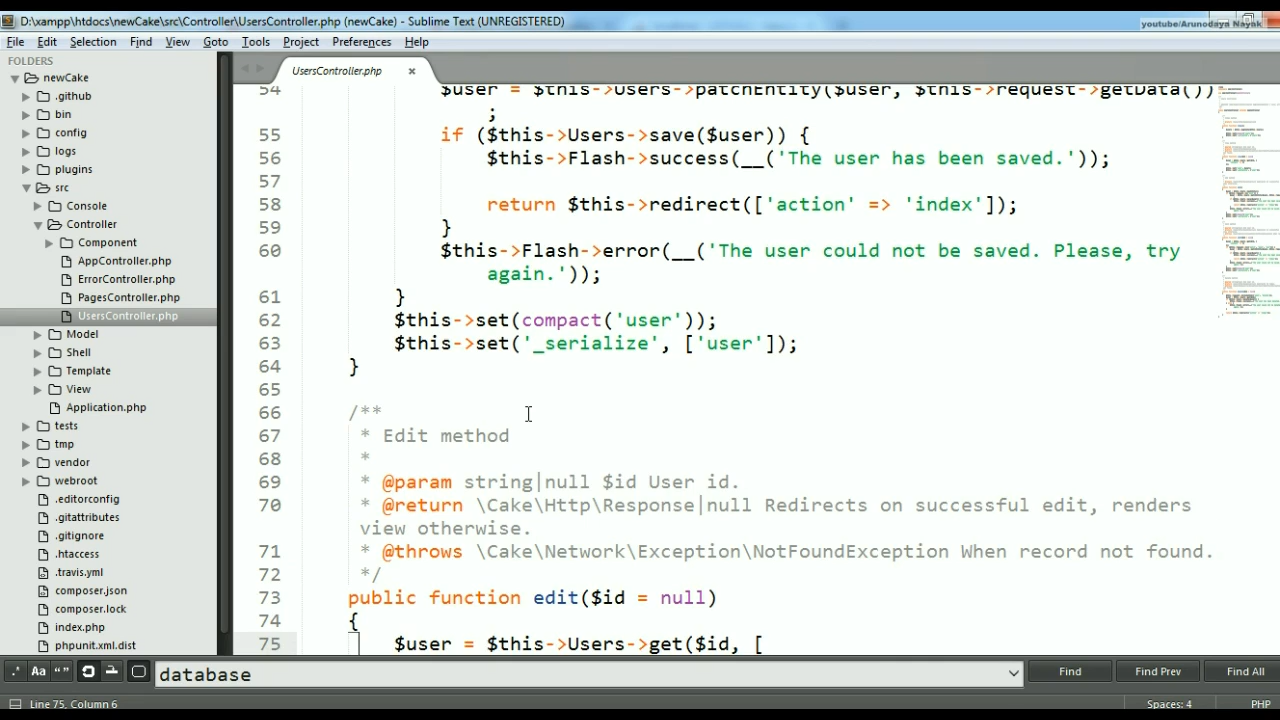 D:\xampp\htdocs\newCake\src\Controller\UsersController.php (newCake) - Sublime Text (UNREGISTERED)
youtube/Arunodaya Nayak
File Edit Selection Find View Goto Tools Project Preferences Help
FOLDERS
newCake
.github
bin
config
logs
plugins
src
Console
Controller
Component
AppController.php
ErrorController.php
PagesController.php
UsersController.php
Model
Shell
Template
View
Application.php
tests
tmp
vendor
webroot
.editorconfig
.gitattributes
.gitignore
.htaccess
.travis.yml
composer.json
composer.lock
index.php
phpunit.xml.dist
UsersController.php ×
54 $user = $this->Users->patchEntity($user, $this->request->getData())
;
55 if ($this->Users->save($user)) {
56 $this->Flash->success(__('The user has been saved.'));
57
58 return $this->redirect(['action' => 'index']);
59 }
60 $this->Flash->error(__('The user could not be saved. Please, try
again.'));
61 }
62 $this->set(compact('user'));
63 $this->set('_serialize', ['user']);
64 }
65
66 /**
67 * Edit method
68 *
69 * @param string|null $id User id.
70 * @return \Cake\Http\Response|null Redirects on successful edit, renders
view otherwise.
71 * @throws \Cake\Network\Exception\NotFoundException When record not found.
72 */
73 public function edit($id = null)
74 {
75 $user = $this->Users->get($id, [
.* Aa “ ” database Find Find Prev Find All
Line 75, Column 6 Spaces: 4 PHP